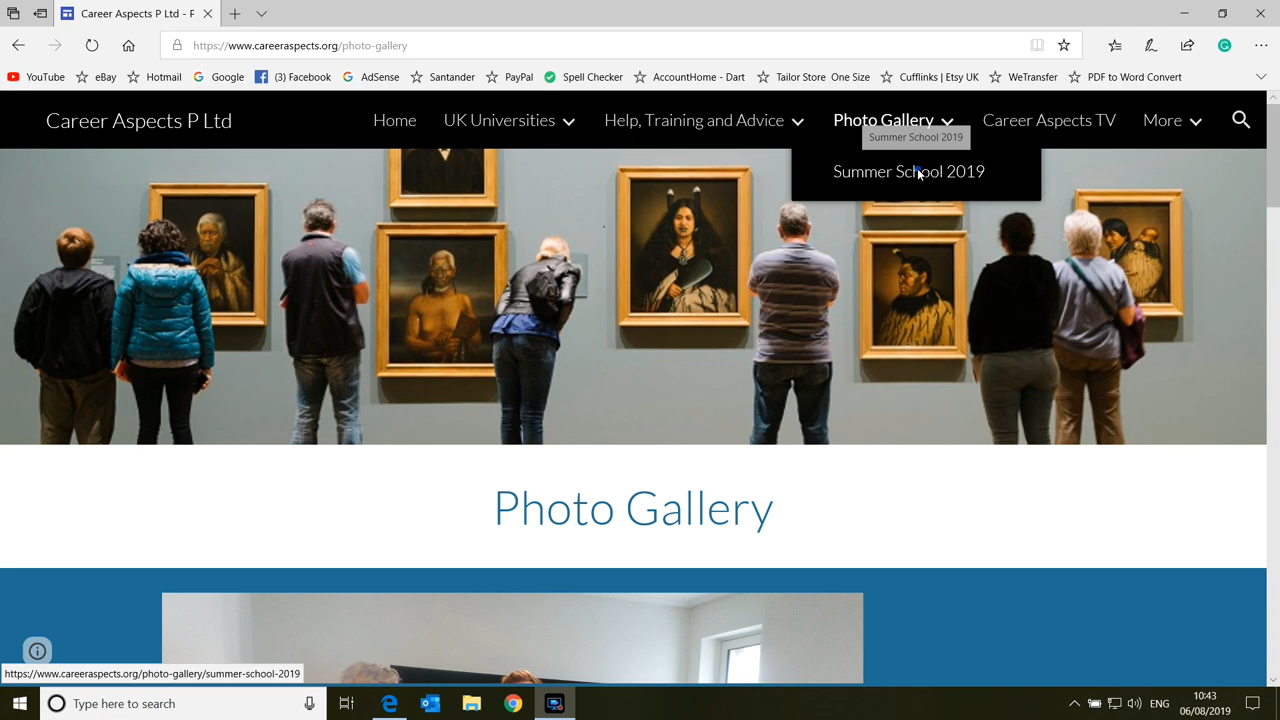 Career Aspects P Ltd - P
https://www.careeraspects.org/photo-gallery
YouTube eBay Hotmail Google (3) Facebook AdSense Santander PayPal Spell Checker AccountHome - Dart Tailor Store One Size Cufflinks | Etsy UK WeTransfer PDF to Word Convert
Career Aspects P Ltd Home UK Universities Help, Training and Advice Photo Gallery Career Aspects TV More
Summer School 2019
Summer School 2019
Photo Gallery
https://www.careeraspects.org/photo-gallery/summer-school-2019
Type here to search
ENG
10:43
06/08/2019